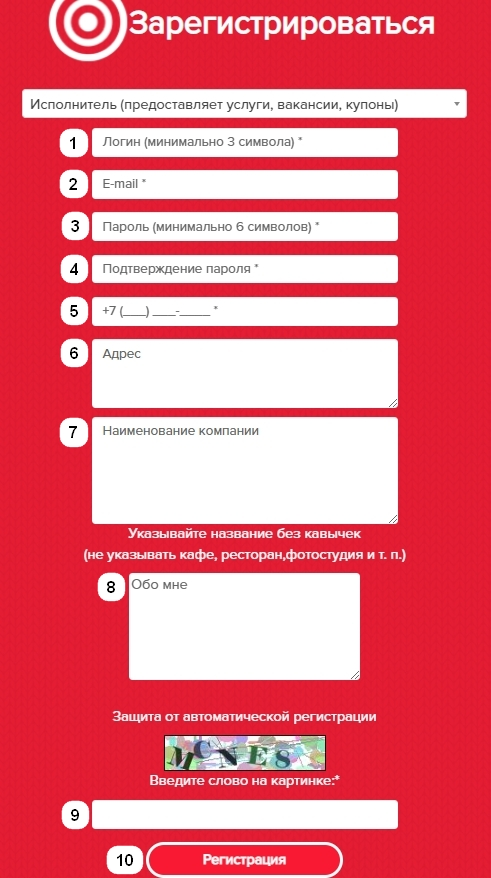 Зарегистрироваться
Исполнитель (предоставляет услуги, вакансии, купоны)
1 Логин (минимально 3 символа) *
2 E-mail *
3 Пароль (минимально 6 символов) *
4 Подтверждение пароля *
5 +7 (___) ___-____ *
6 Адрес
7 Наименование компании
Указывайте название без кавычек
(не указывать кафе, ресторан,фотостудия и т. п.)
8 Обо мне
Защита от автоматической регистрации
MCNES
Введите слово на картинке:*
9
10 Регистрация